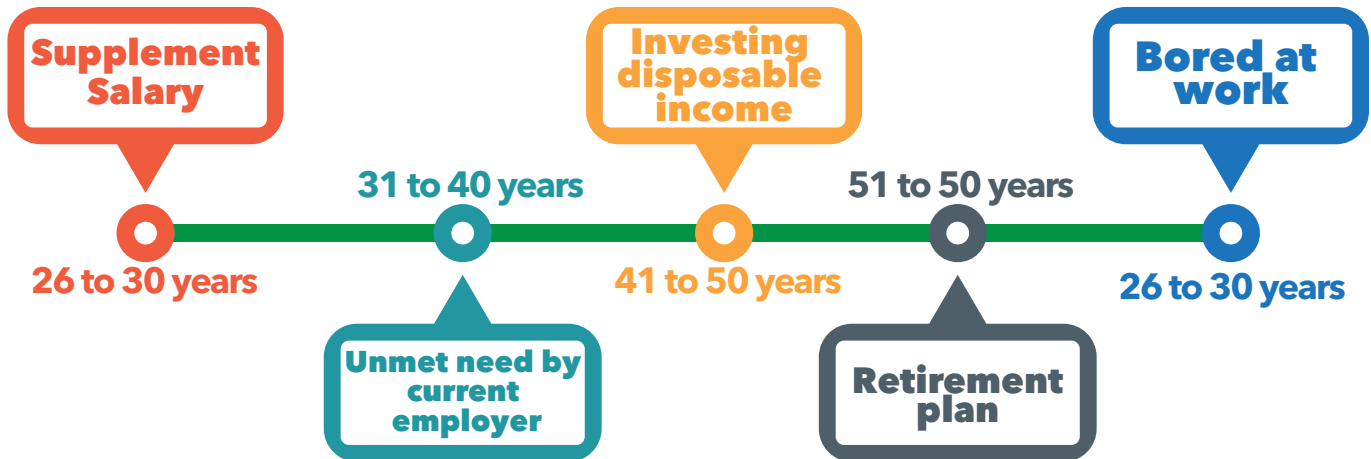 Supplement
Salary
26 to 30 years
31 to 40 years
Unmet need by
current
employer
Investing
disposable
income
41 to 50 years
51 to 50 years
Retirement
plan
Bored at
work
26 to 30 years